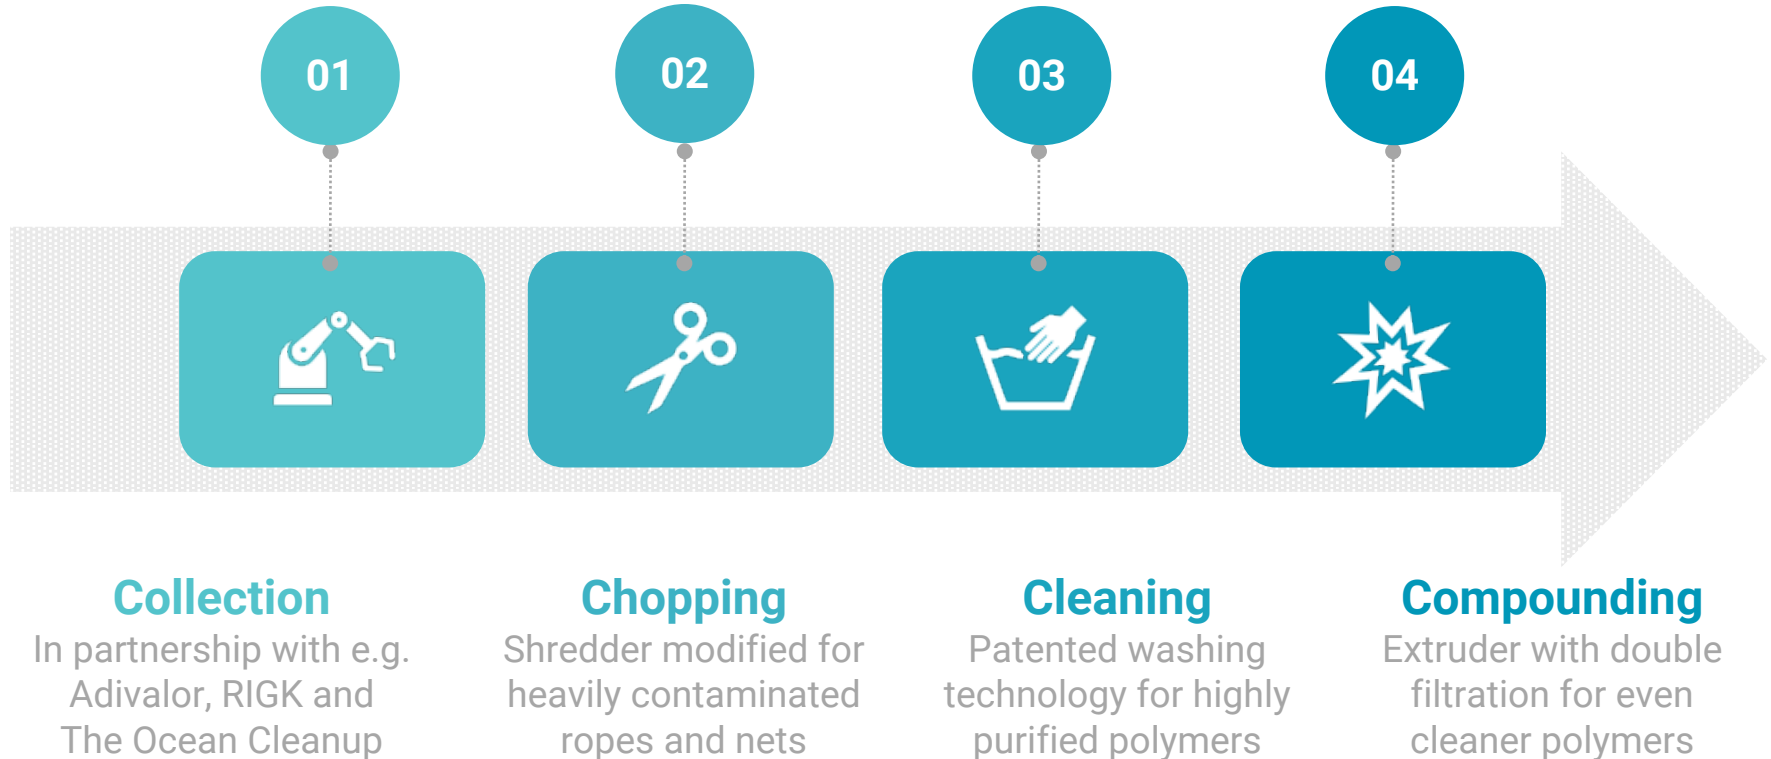 01
02
03
04
Collection
In partnership with e.g.
Adivalor, RIGK and
The Ocean Cleanup
Chopping
Shredder modified for
heavily contaminated
ropes and nets
Cleaning
Patented washing
technology for highly
purified polymers
Compounding
Extruder with double
filtration for even
cleaner polymers